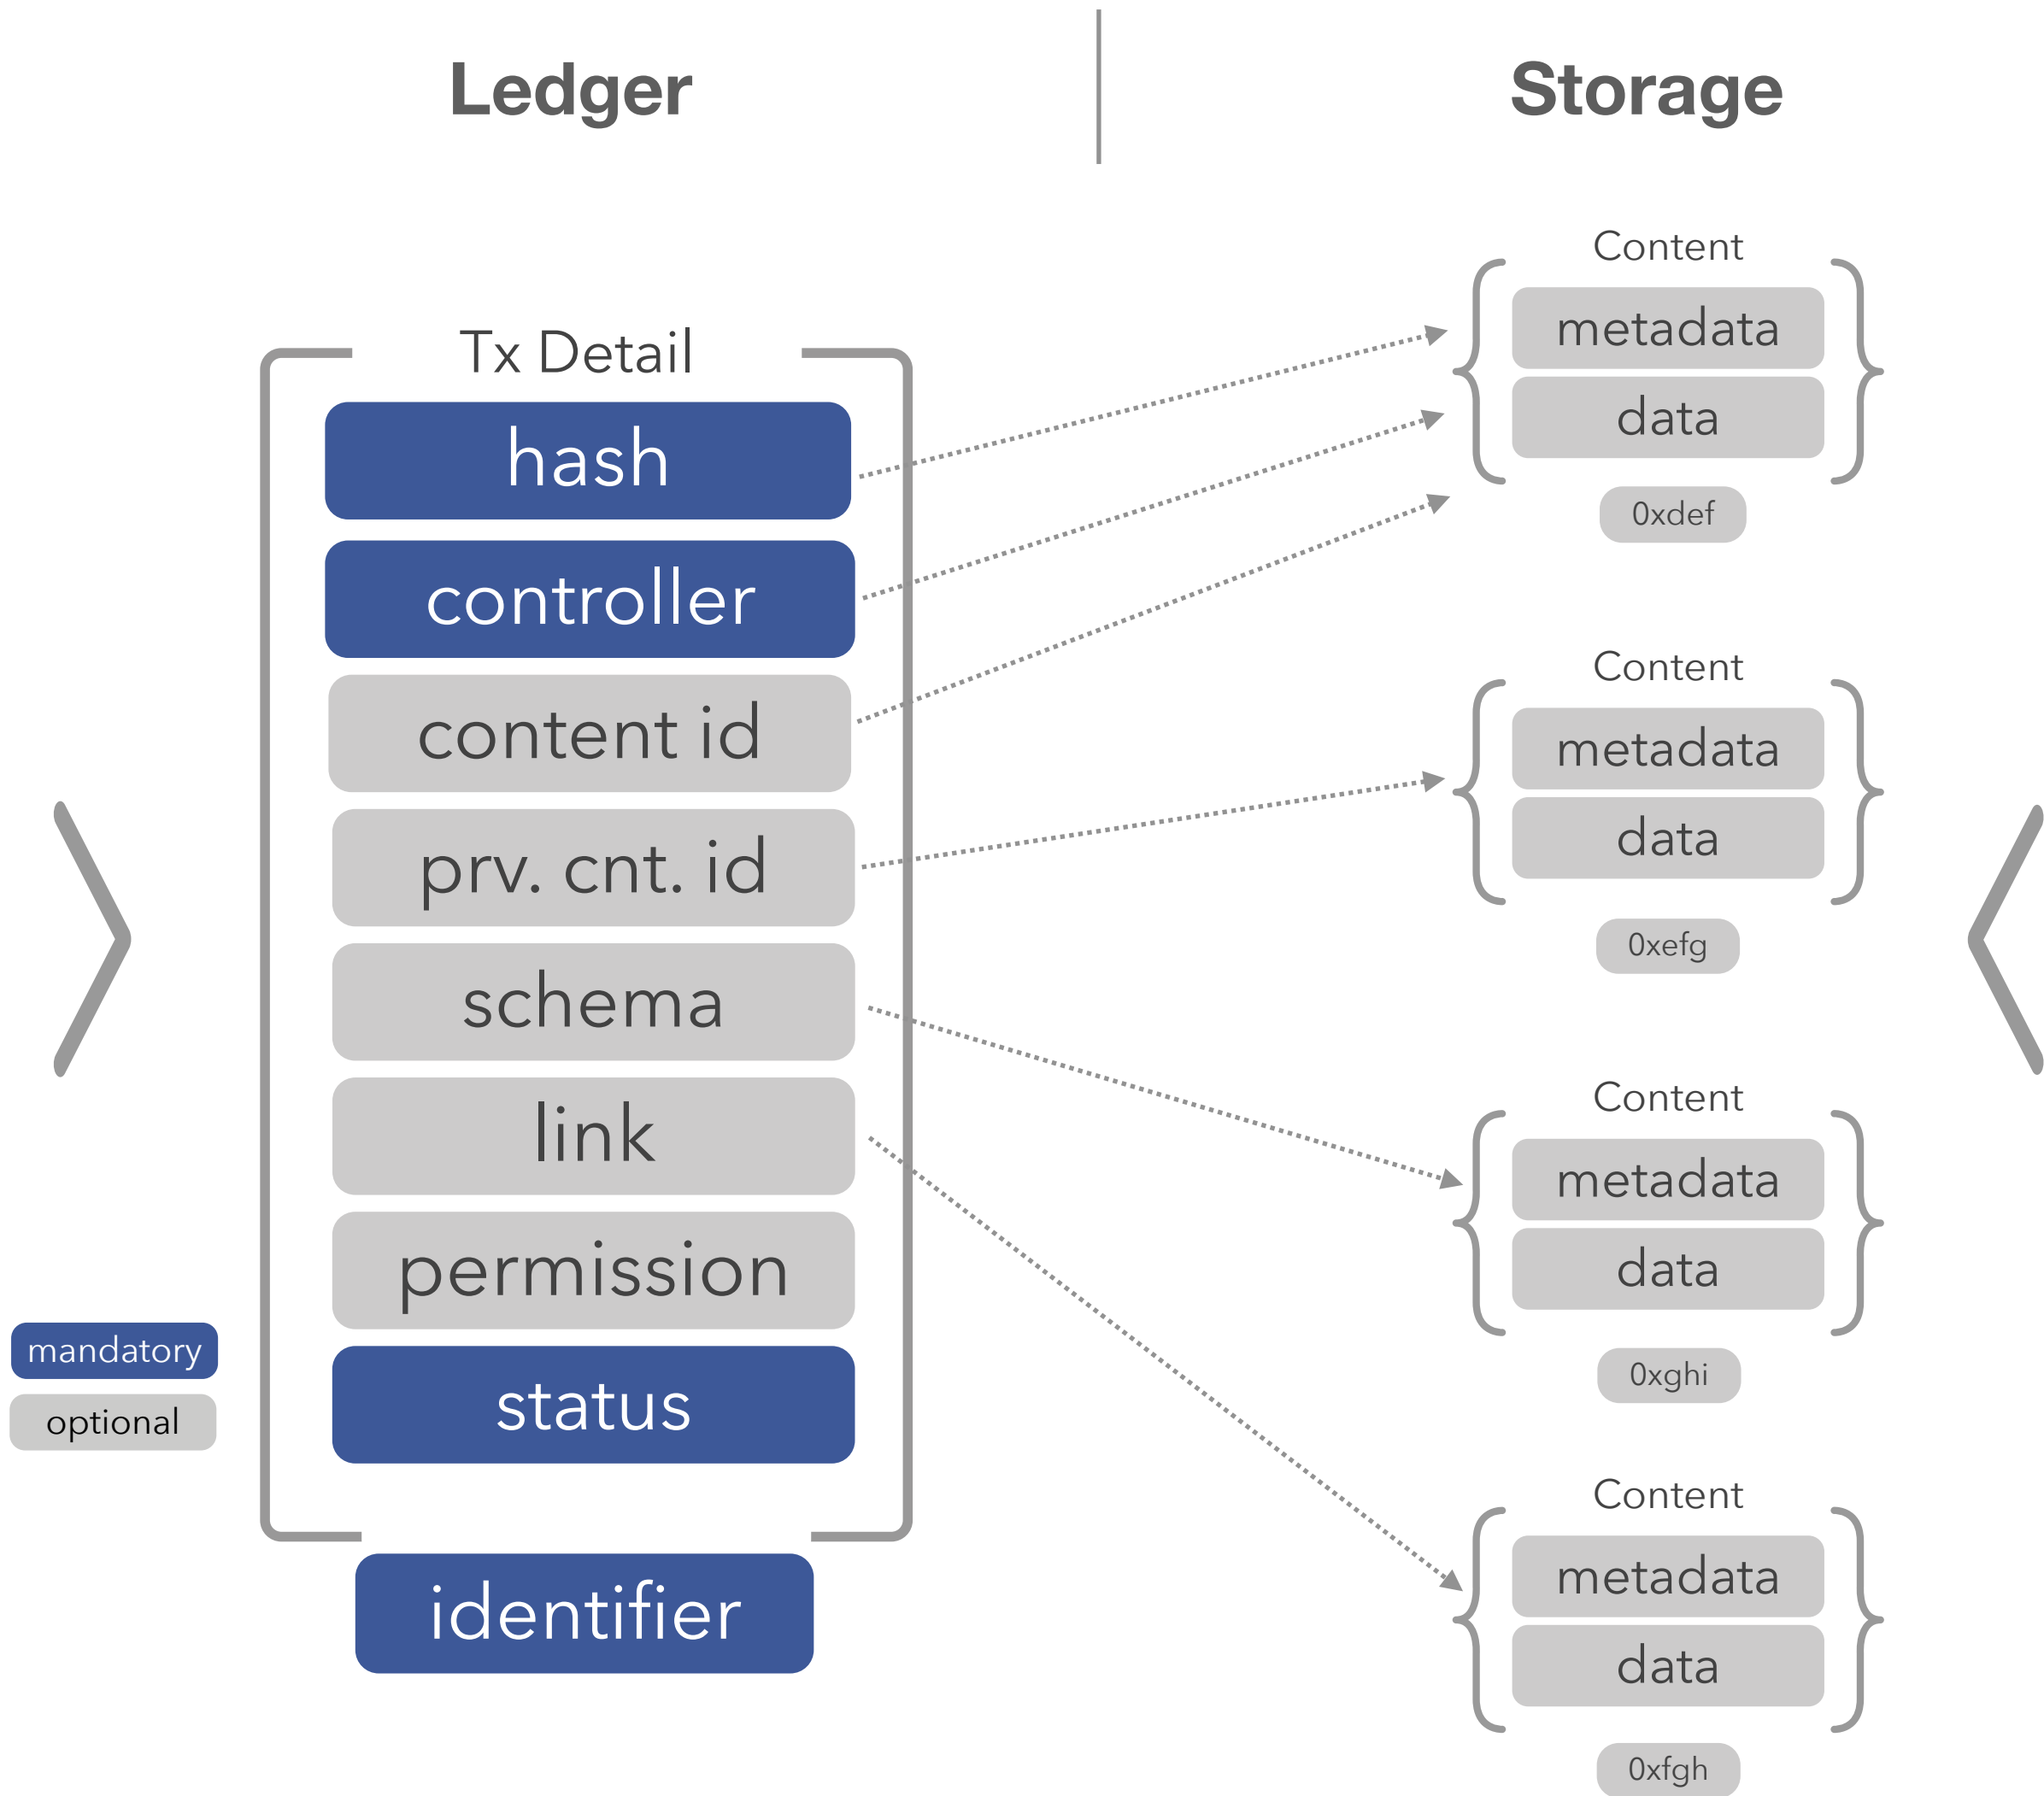 Ledger
Storage
Tx Detail
hash
controller
content id
prv. cnt. id
schema
link
permission
status
identifier
mandatory
optional
Content
metadata
data
0xdef
Content
metadata
data
0xefg
Content
metadata
data
0xghi
Content
metadata
data
0xfgh